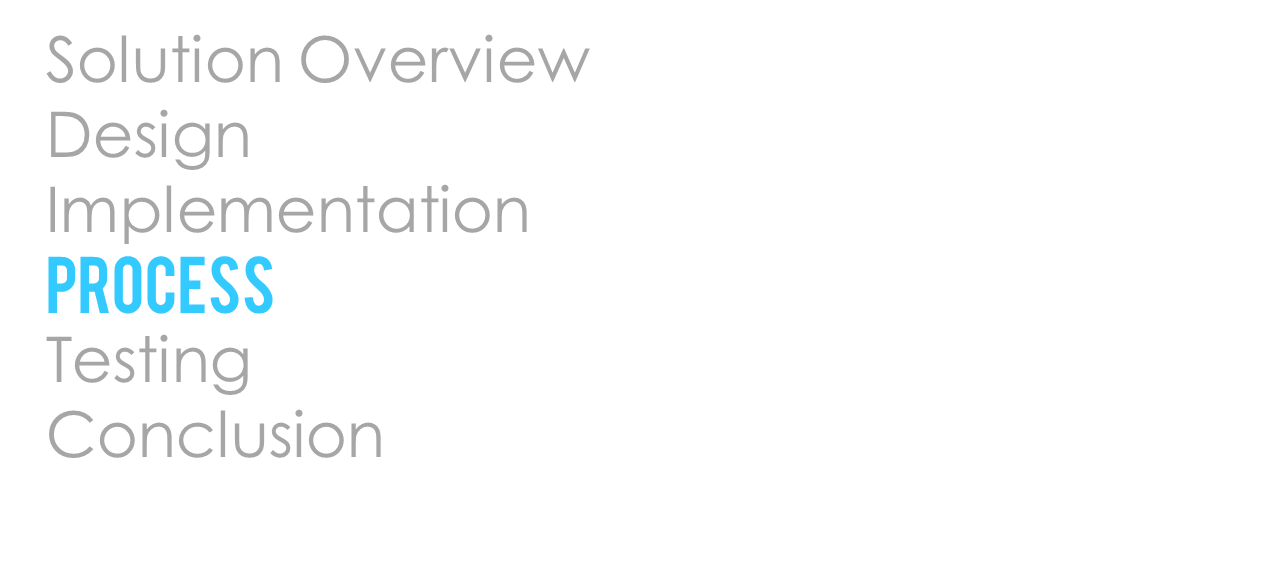 Solution Overview
Design
Implementation
PROCESS
Testing
Conclusion